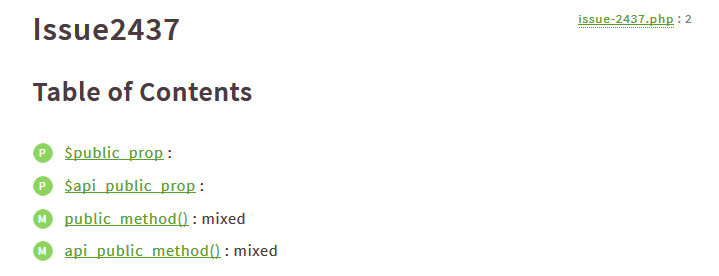 Issue2437
issue-2437.php : 2
Table of Contents
P $public_prop :
P $api_public_prop :
M public_method() : mixed
M api_public_method() : mixed